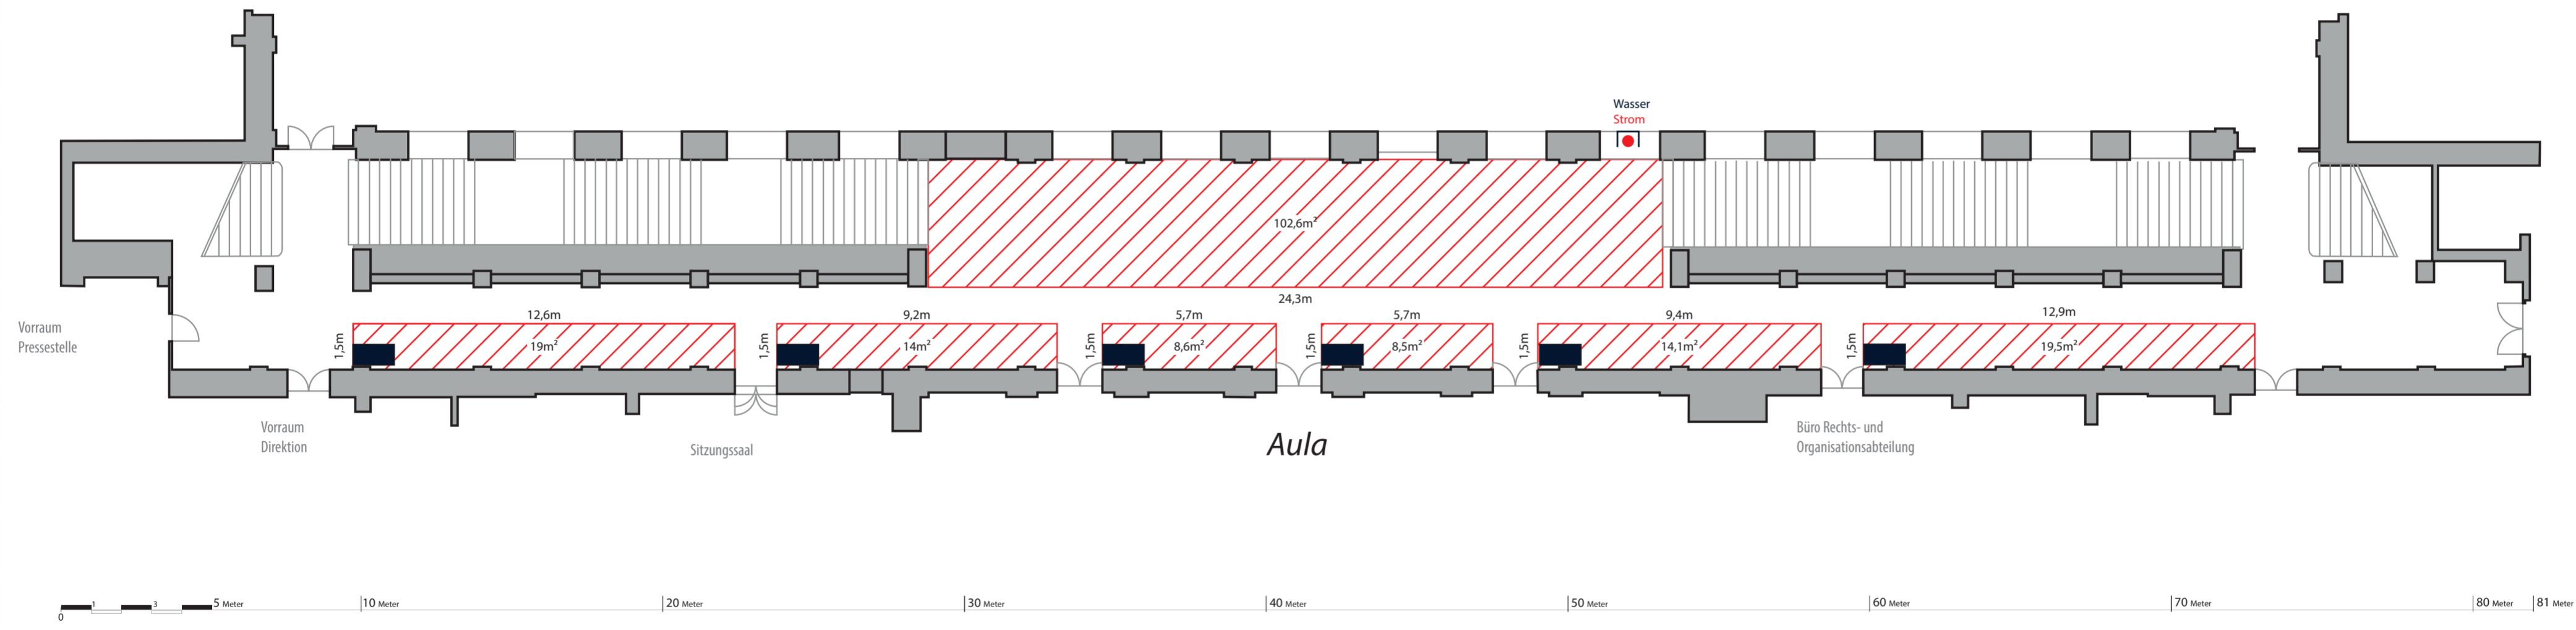 Wasser
Strom
102,6m²
24,3m
12,6m
9,2m
5,7m
5,7m
9,4m
12,9m
1,5m
19m²
1,5m
14m²
1,5m
8,6m²
1,5m
8,5m²
1,5m
14,1m²
1,5m
19,5m²
Vorraum
Pressestelle
Vorraum
Direktion
Sitzungssaal
Aula
Büro Rechts- und
Organisationsabteilung
0
1
3
5 Meter
10 Meter
20 Meter
30 Meter
40 Meter
50 Meter
60 Meter
70 Meter
80 Meter
81 Meter